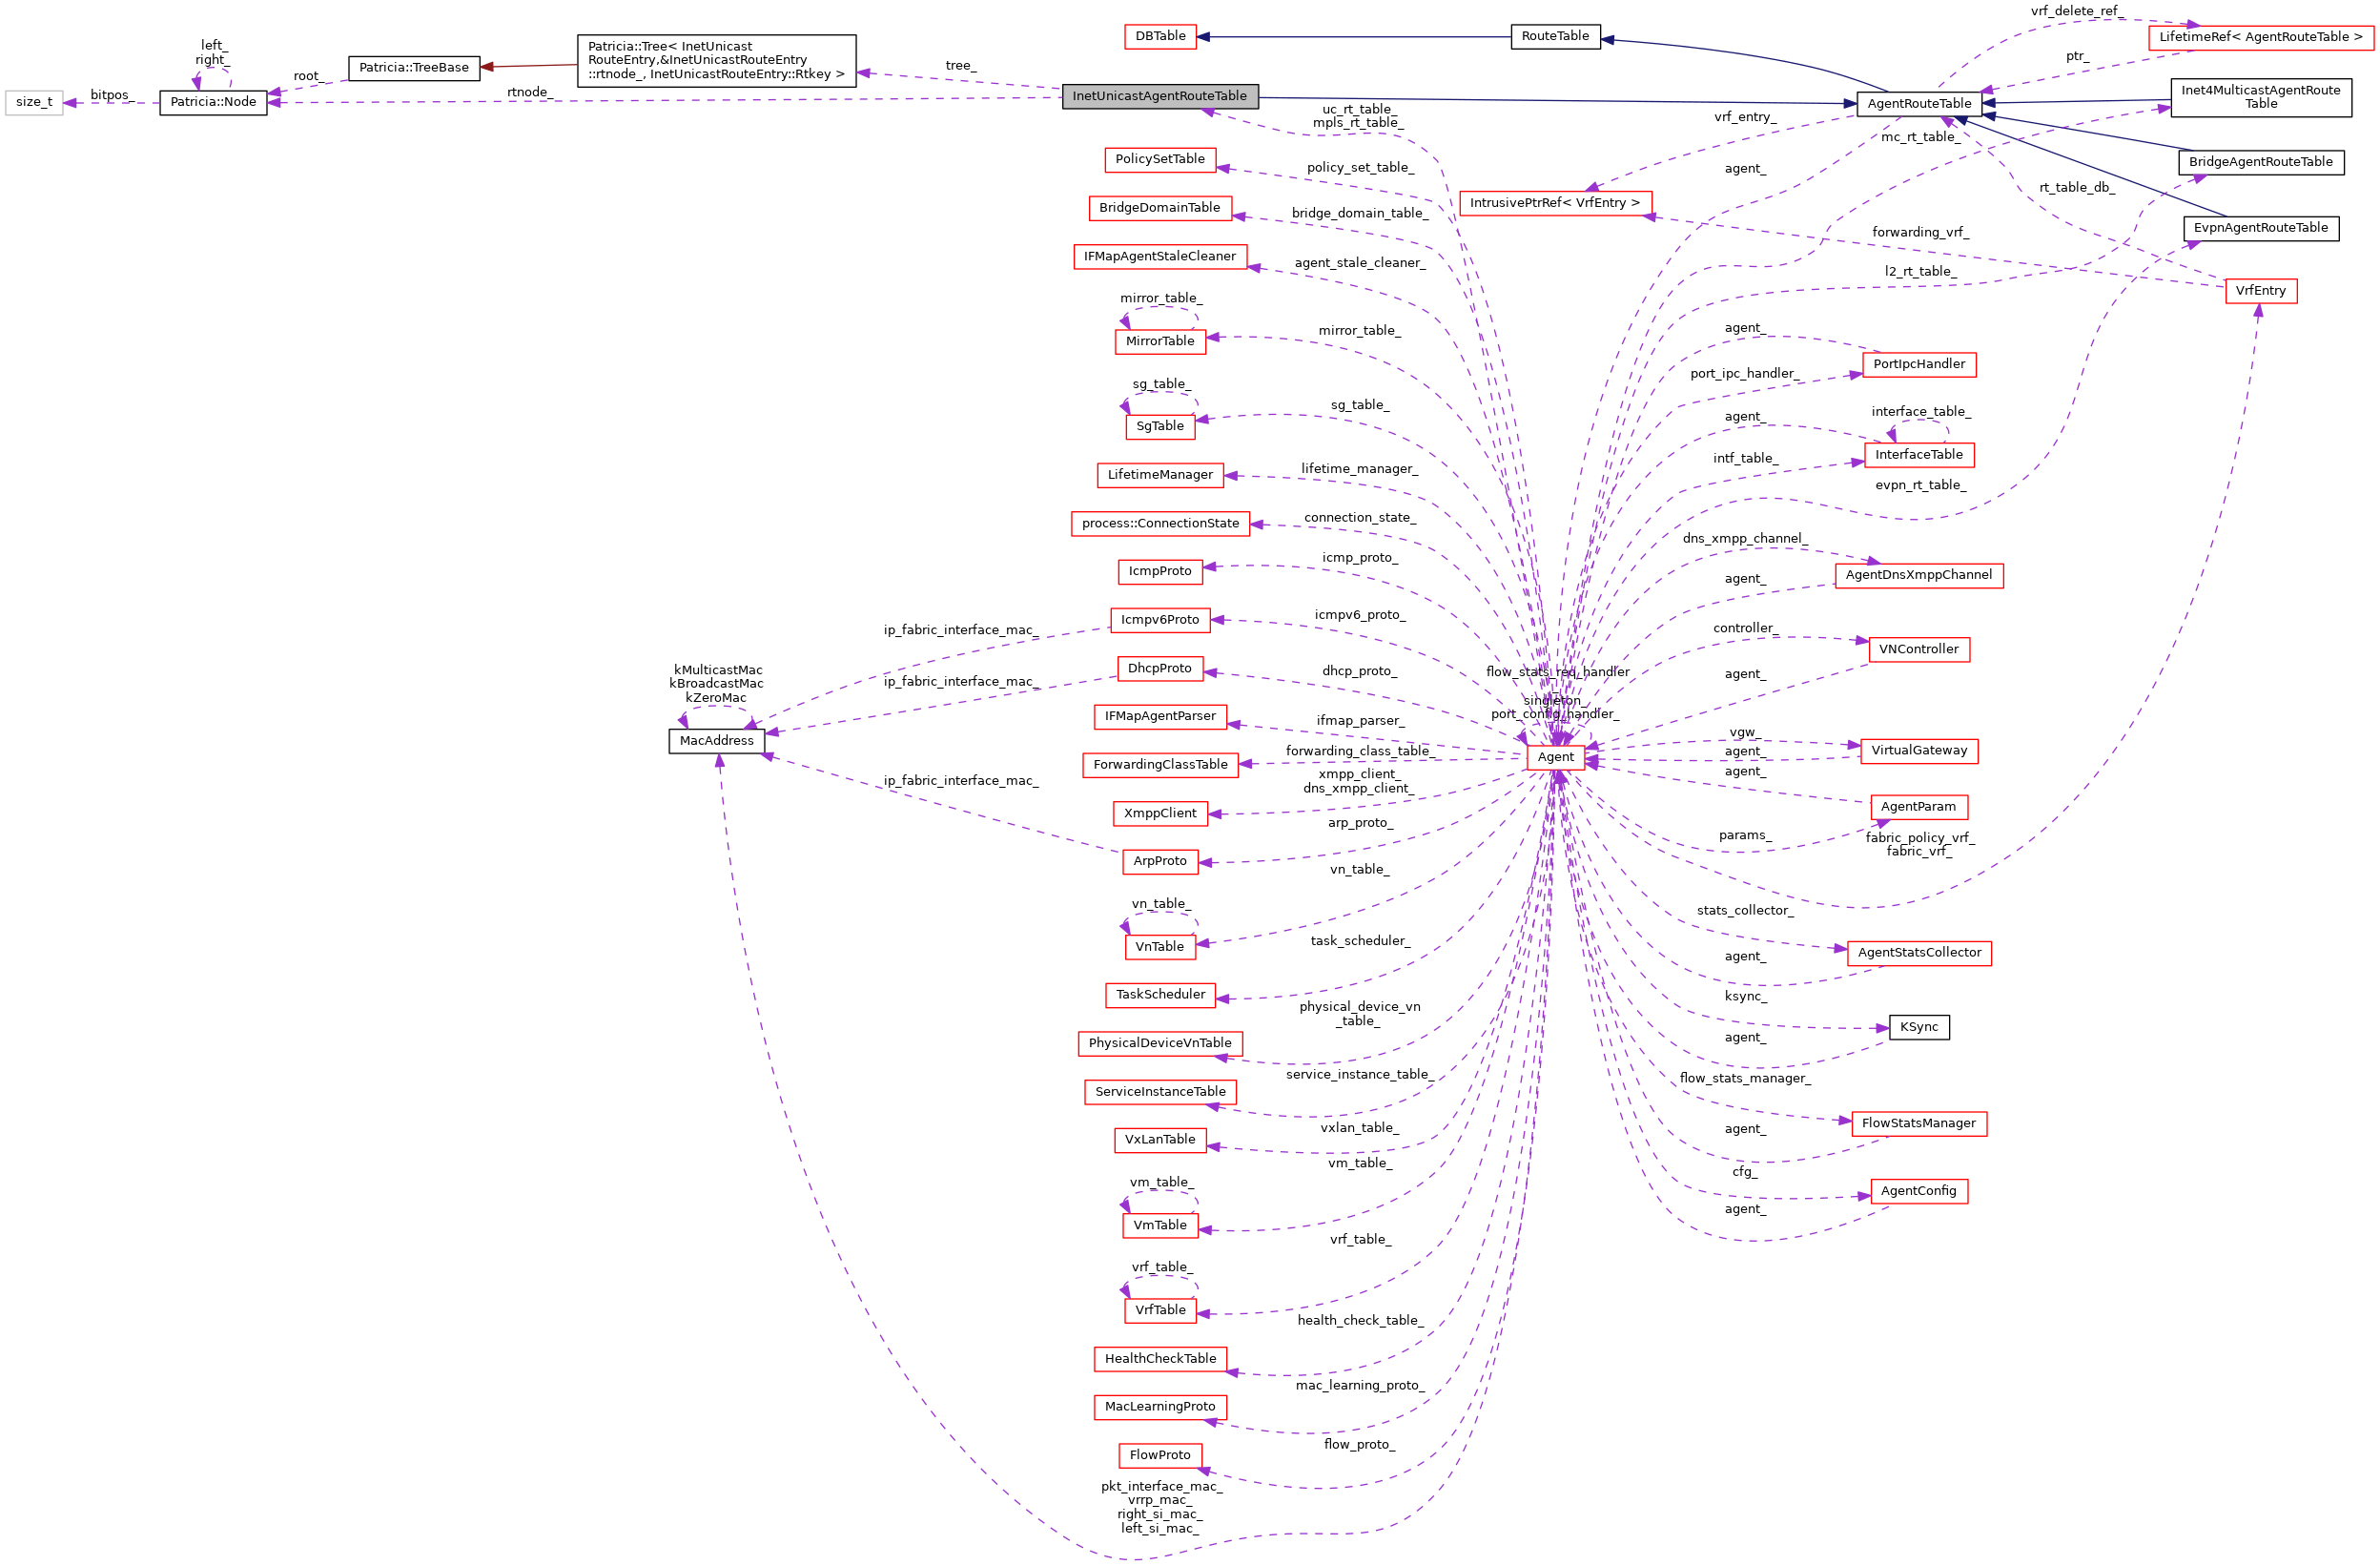 vrf_delete_ref_
DBTable
RouteTable
LifetimeRef< AgentRouteTable >
left_
right_
Patricia::Tree< InetUnicast
RouteEntry,&InetUnicastRouteEntry
::rtnode_, InetUnicastRouteEntry::Rtkey >
Patricia::TreeBase
root_
tree_
ptr_
size_t
bitpos_
Patricia::Node
rtnode_
InetUnicastAgentRouteTable
AgentRouteTable
Inet4MulticastAgentRoute
Table
uc_rt_table_
mpls_rt_table_
vrf_entry_
mc_rt_table_
PolicySetTable
policy_set_table_
agent_
BridgeAgentRouteTable
rt_table_db_
BridgeDomainTable
bridge_domain_table_
IntrusivePtrRef< VrfEntry >
forwarding_vrf_
EvpnAgentRouteTable
IFMapAgentStaleCleaner
agent_stale_cleaner_
l2_rt_table_
VrfEntry
mirror_table_
MirrorTable
mirror_table_
agent_
PortIpcHandler
port_ipc_handler_
sg_table_
SgTable
sg_table_
agent_
interface_table_
InterfaceTable
intf_table_
LifetimeManager
lifetime_manager_
evpn_rt_table_
process::ConnectionState
connection_state_
dns_xmpp_channel_
IcmpProto
icmp_proto_
agent_
AgentDnsXmppChannel
Icmpv6Proto
icmpv6_proto_
ip_fabric_interface_mac_
controller_
VNController
DhcpProto
dhcp_proto_
ip_fabric_interface_mac_
agent_
kMulticastMac
kBroadcastMac
kZeroMac
MacAddress
flow_stats_req_handler
_
singleton_
port_config_handler_
IFMapAgentParser
ifmap_parser_
Agent
vgw_
VirtualGateway
agent_
ForwardingClassTable
forwarding_class_table_
agent_
xmpp_client_
dns_xmpp_client_
ip_fabric_interface_mac_
XmppClient
AgentParam
params_
arp_proto_
ArpProto
fabric_policy_vrf_
fabric_vrf_
vn_table_
vn_table_
VnTable
stats_collector_
AgentStatsCollector
agent_
task_scheduler_
TaskScheduler
ksync_
KSync
agent_
physical_device_vn
_table_
PhysicalDeviceVnTable
service_instance_table_
ServiceInstanceTable
flow_stats_manager_
FlowStatsManager
agent_
vxlan_table_
VxLanTable
vm_table_
vm_table_
VmTable
cfg_
AgentConfig
agent_
vrf_table_
vrf_table_
VrfTable
health_check_table_
HealthCheckTable
mac_learning_proto_
MacLearningProto
flow_proto_
FlowProto
pkt_interface_mac_
vrrp_mac_
right_si_mac_
left_si_mac_